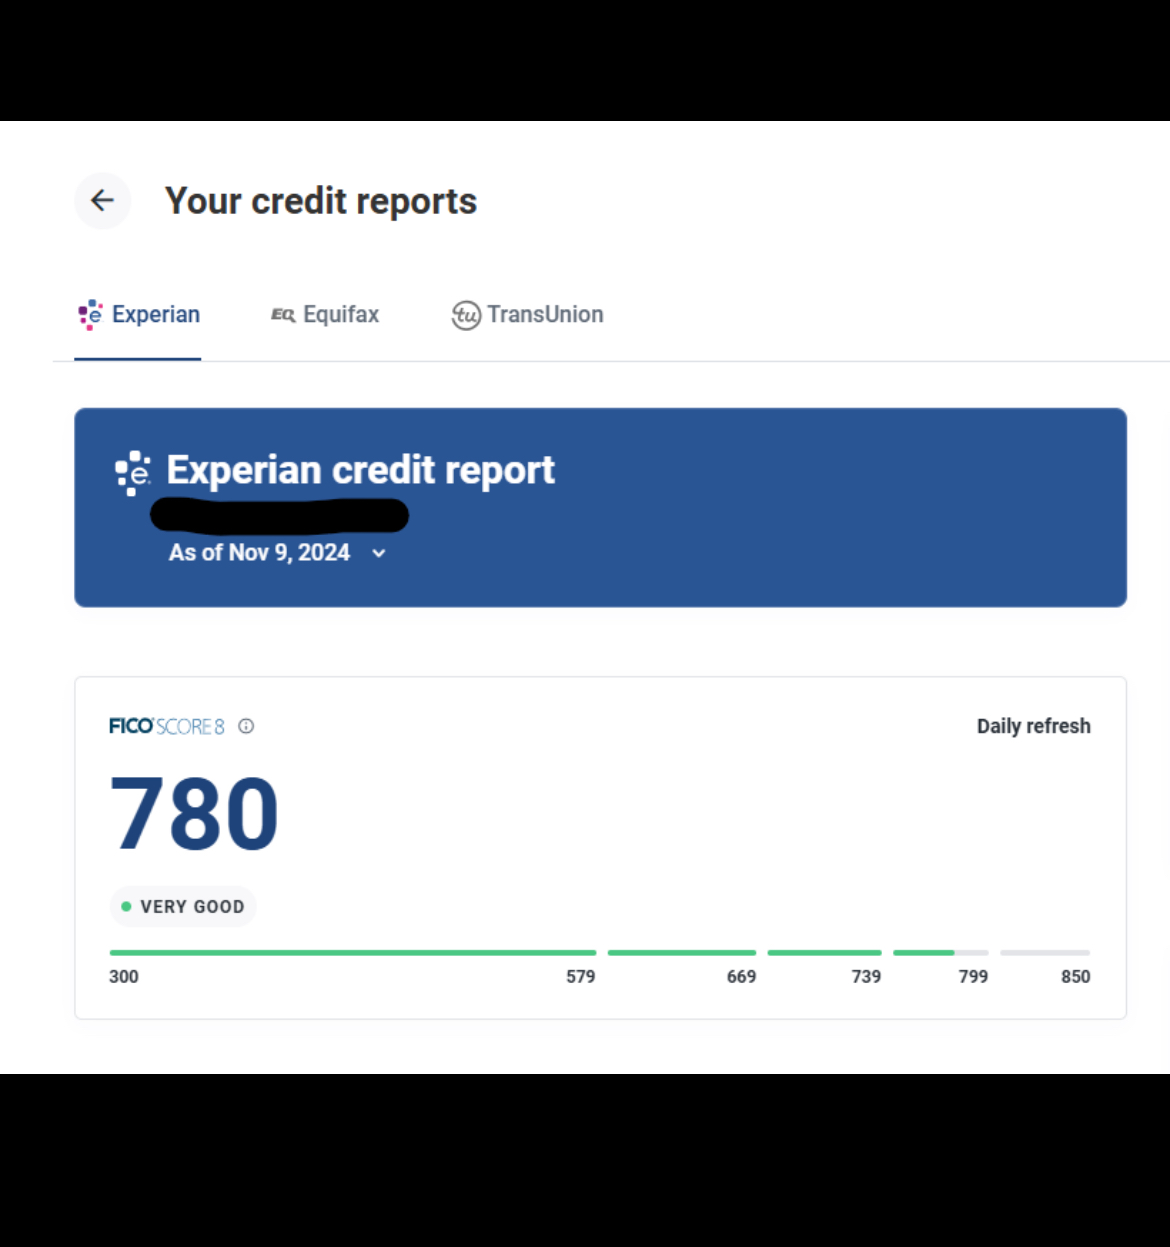 Your credit reports
e Experian EQ Equifax tu TransUnion
e Experian credit report
As of Nov 9, 2024
FICO SCORE 8 Daily refresh
780
VERY GOOD
300 579 669 739 799 850